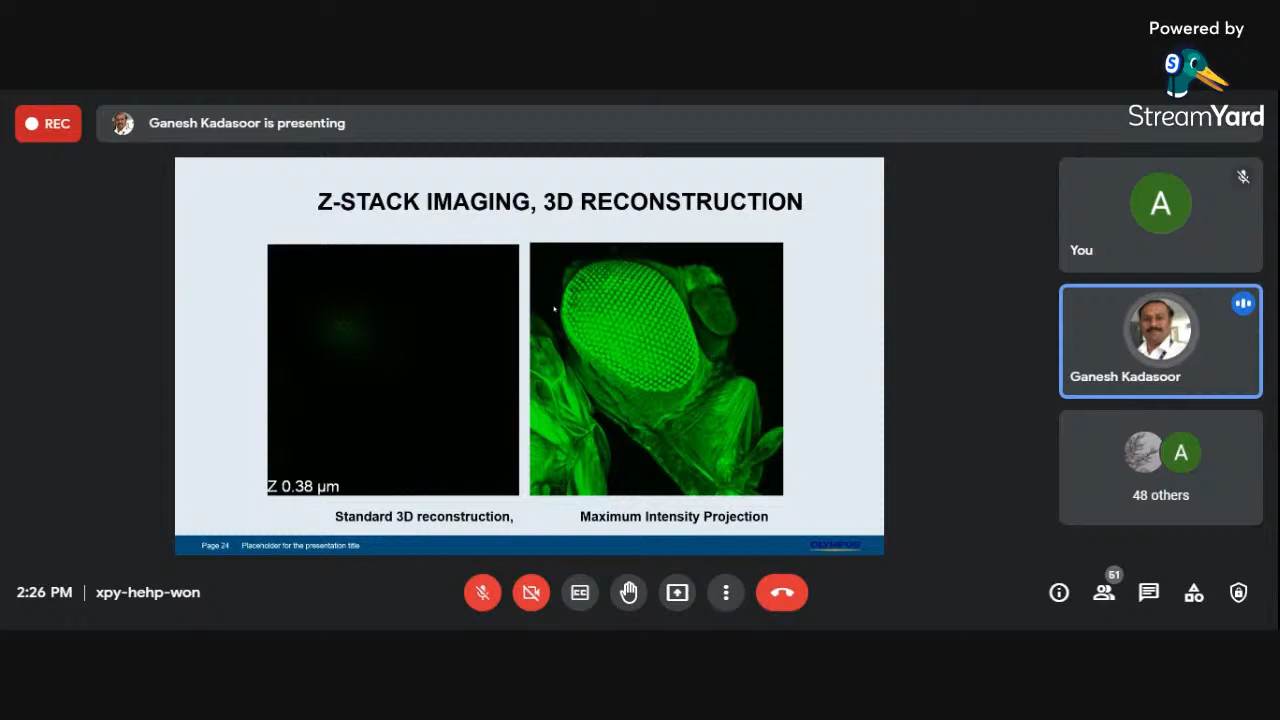 Powered by
StreamYard
REC
Ganesh Kadasoor is presenting
Z-STACK IMAGING, 3D RECONSTRUCTION
Z 0.38 µm
Standard 3D reconstruction,
Maximum Intensity Projection
Page 24
Placeholder for the presentation title
OLYMPUS
A
You
Ganesh Kadasoor
A
48 others
2:26 PM
xpy-hehp-won
CC
51